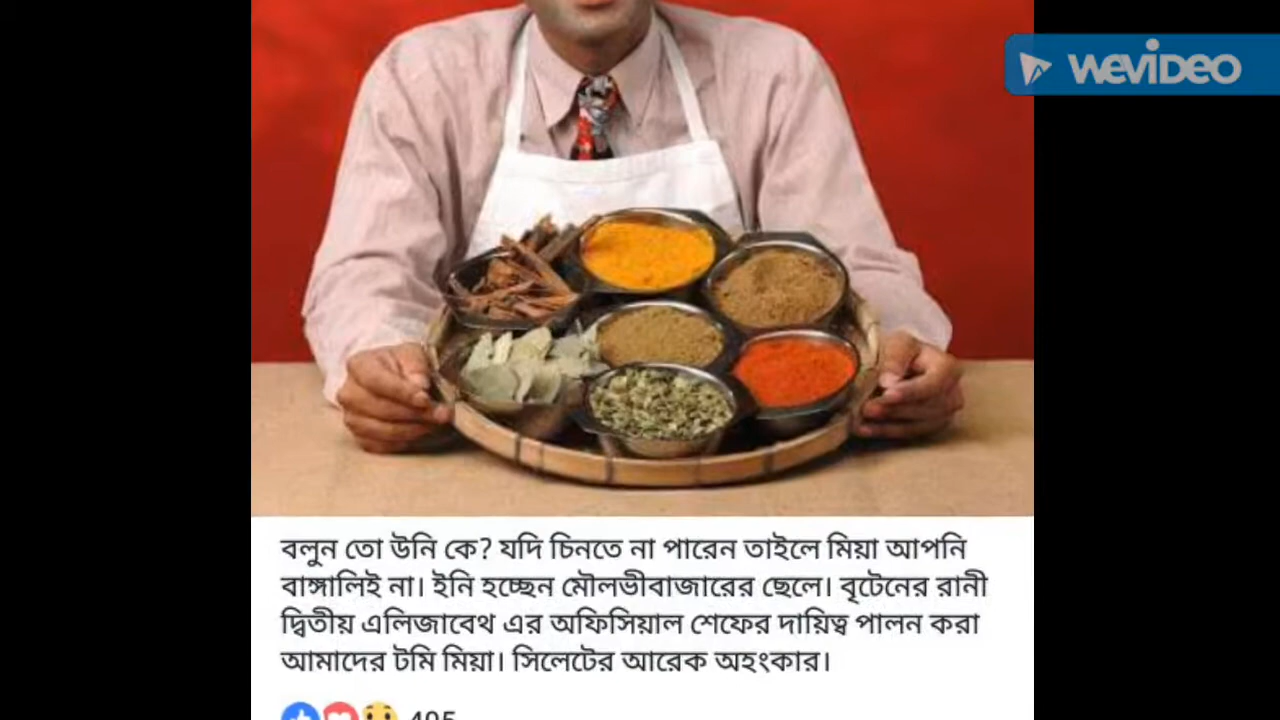 WEVIDEO
বলুন তো উনি কে? যদি চিনতে না পারেন তাইলে মিয়া আপনি
বাঙ্গালিই না। ইনি হচ্ছেন মৌলভীবাজারের ছেলে। বৃটেনের রানী
দ্বিতীয় এলিজাবেথ এর অফিসিয়াল শেফের দায়িত্ব পালন করা
আমাদের টমি মিয়া। সিলেটের আরেক অহংকার।